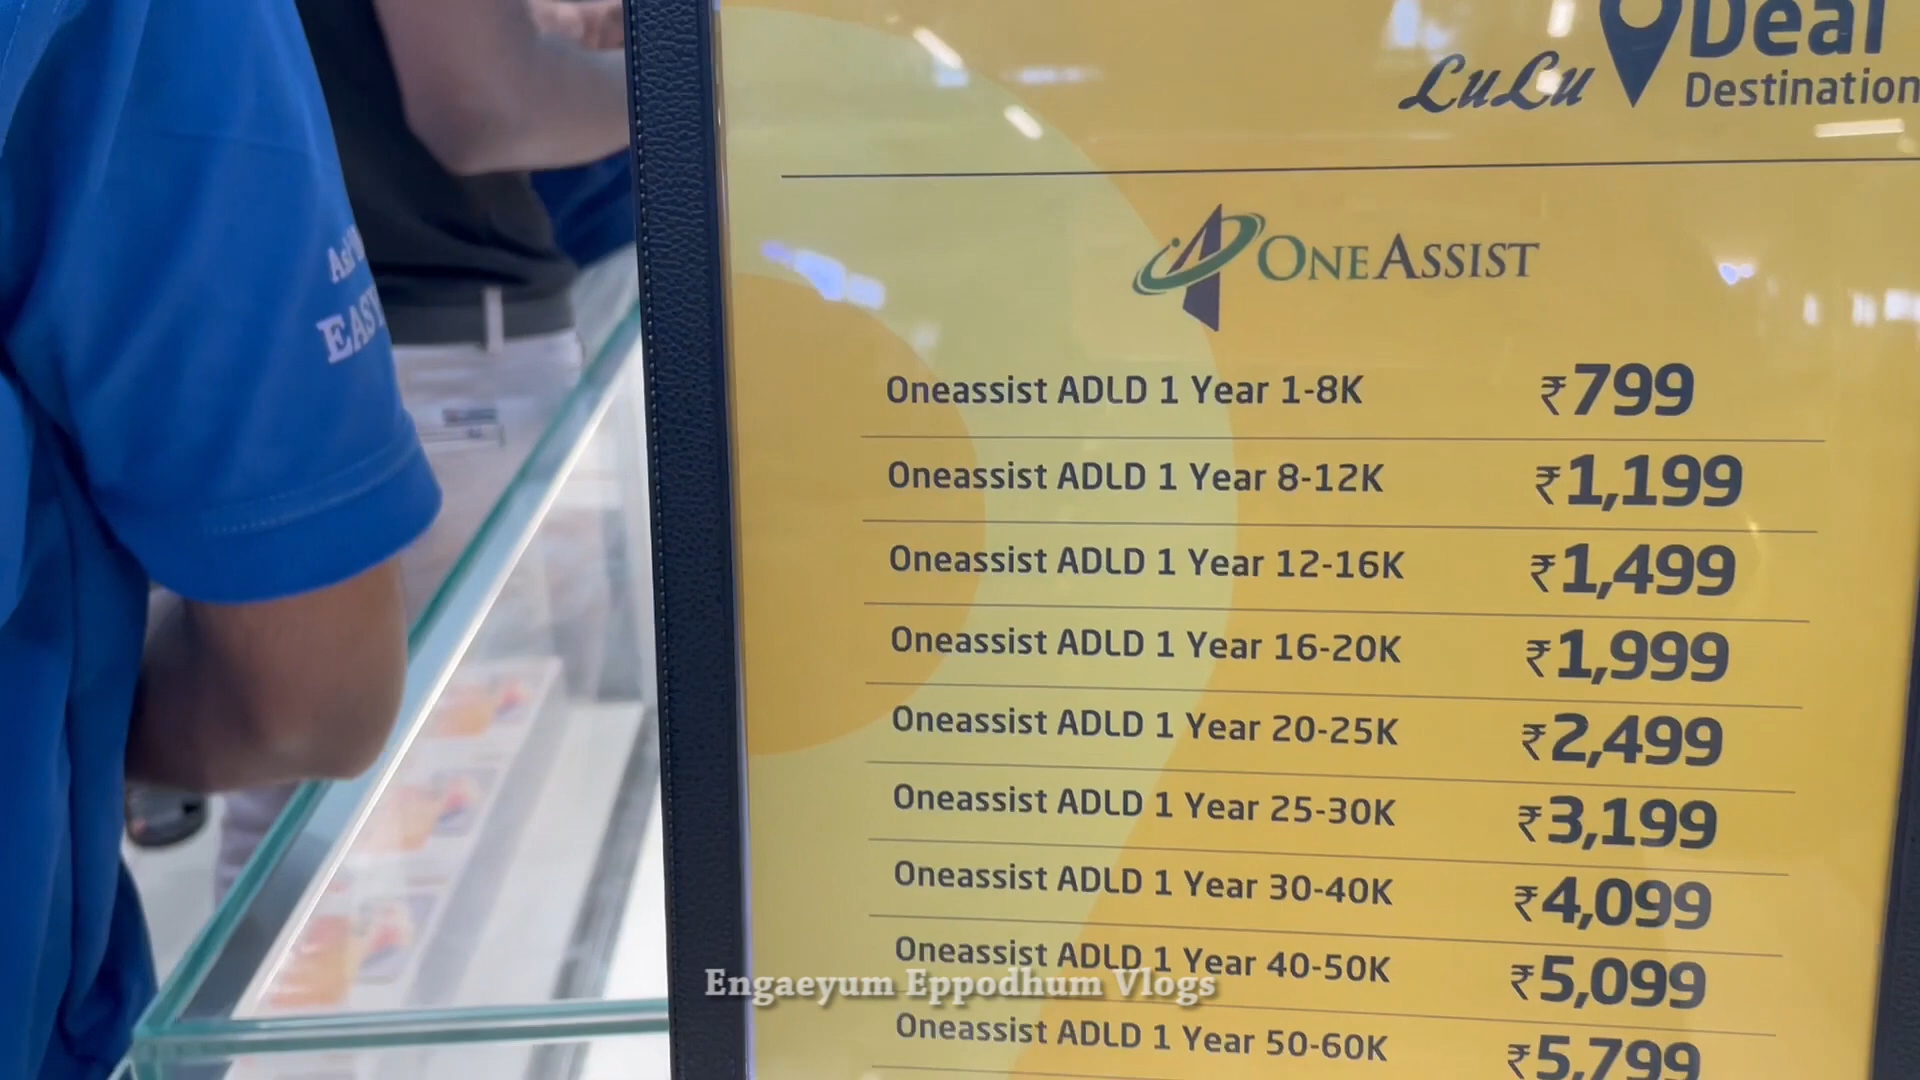 LuLu Deal
Destination
ONEASSIST
EAS
Oneassist ADLD 1 Year 1-8K ₹799
Oneassist ADLD 1 Year 8-12K ₹1,199
Oneassist ADLD 1 Year 12-16K ₹1,499
Oneassist ADLD 1 Year 16-20K ₹1,999
Oneassist ADLD 1 Year 20-25K ₹2,499
Oneassist ADLD 1 Year 25-30K ₹3,199
Oneassist ADLD 1 Year 30-40K ₹4,099
Oneassist ADLD 1 Year 40-50K ₹5,099
Engaeyum Eppodhum Vlogs
Oneassist ADLD 1 Year 50-60K ₹5,799